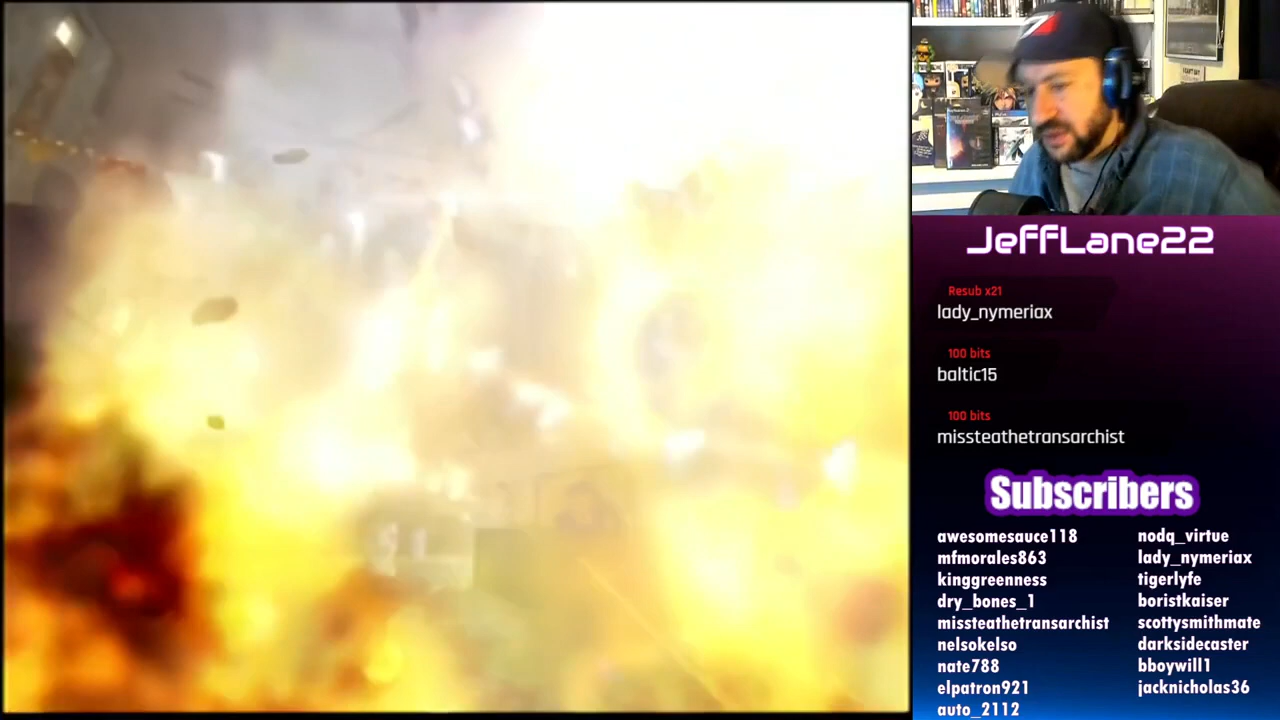 JeffLane22
Resub x21
lady_nymeriax
100 bits
baltic15
100 bits
missteathetransarchist
Subscribers
awesomesauce118
mfmorales863
kinggreenness
dry_bones_1
missteathetransarchist
nelsokelso
nate788
elpatron921
auto_2112
nodq_virtue
lady_nymeriax
tigerlyfe
boristkaiser
scottysmithmate
darksidecaster
bboywill1
jacknicholas36